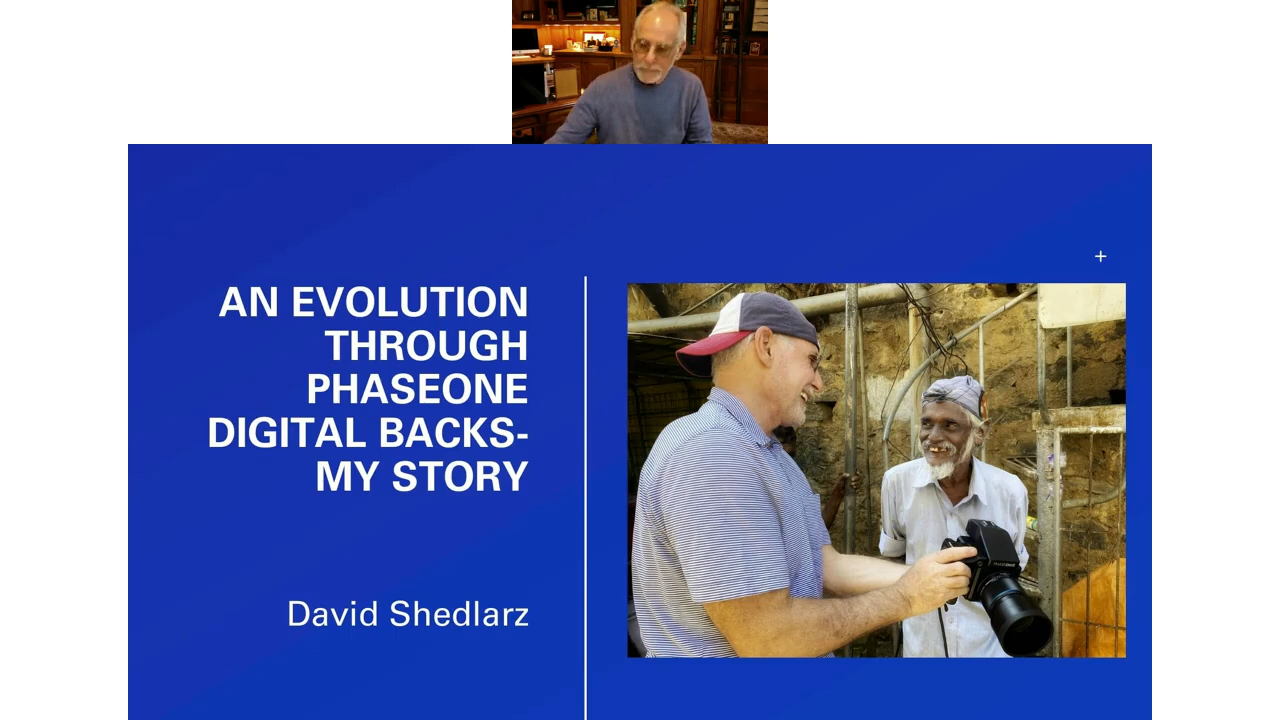 AN EVOLUTION
THROUGH
PHASEONE
DIGITAL BACKS-
MY STORY
David Shedlarz